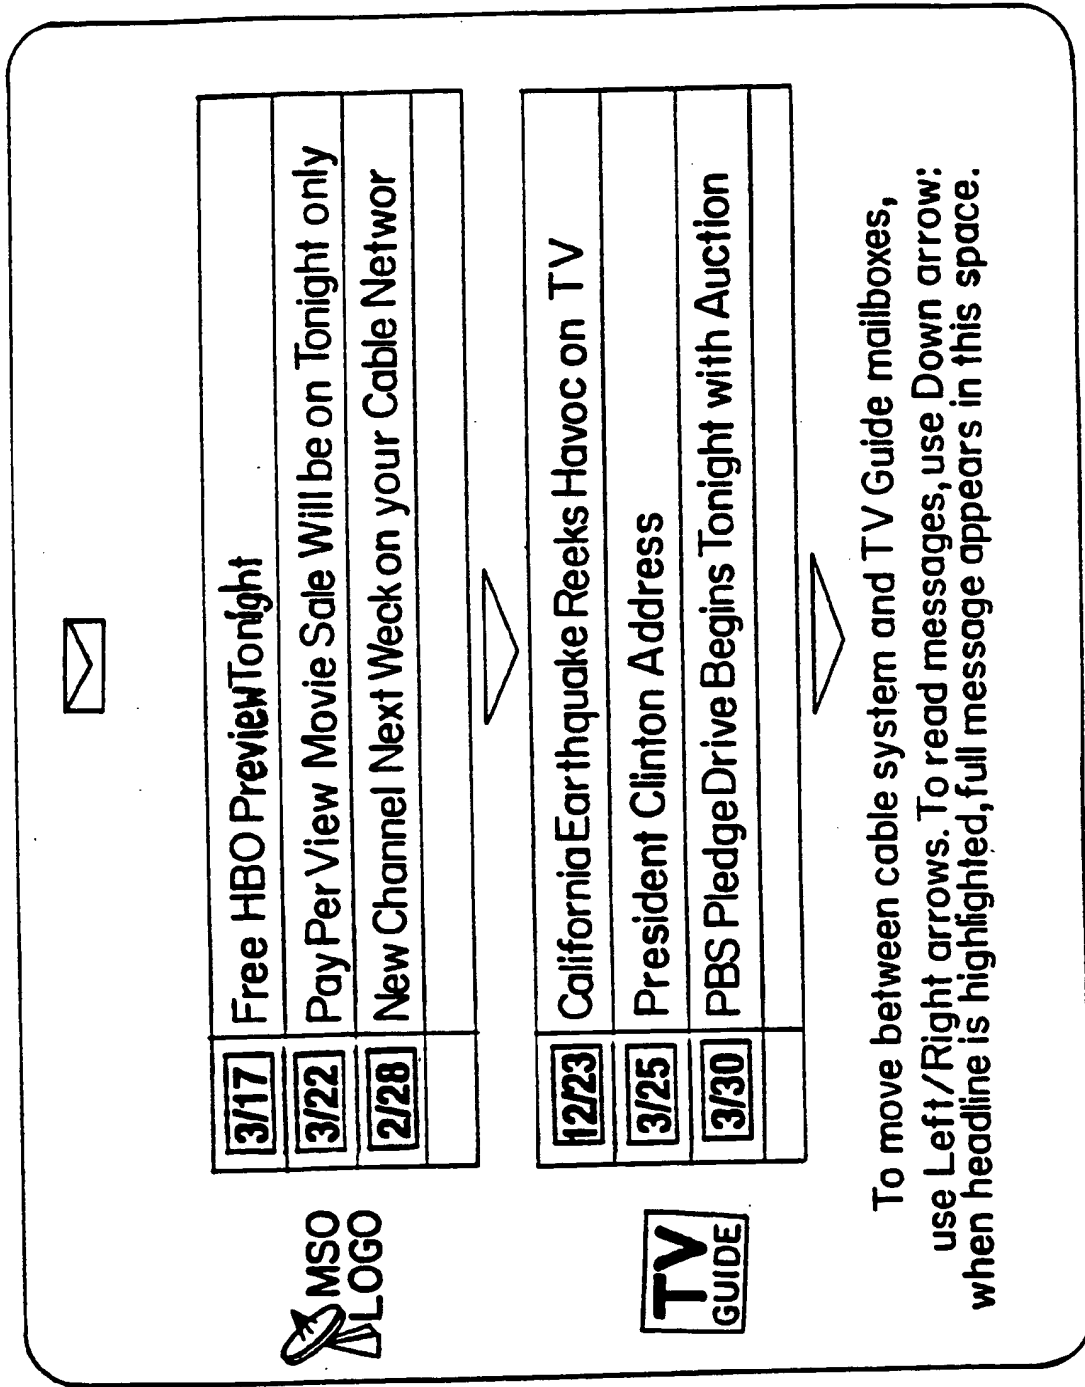 MSO
LOGO
3/17 Free HBO Preview Tonight
3/22 Pay Per View Movie Sale Will be on Tonight only
2/28 New Channel Next Weck on your Cable Networ
TV
GUIDE
12/23 California Earthquake Reeks Havoc on TV
3/25 President Clinton Address
3/30 PBS Pledge Drive Begins Tonight with Auction
To move between cable system and TV Guide mailboxes,
use Left/Right arrows. To read messages, use Down arrow:
when headline is highlighted, full message appears in this space.